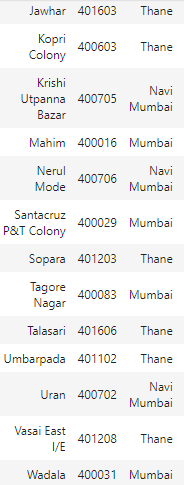 Jawhar 401603 Thane
Kopri Colony 400603 Thane
Krishi Utpanna Bazar 400705 Navi Mumbai
Mahim 400016 Mumbai
Nerul Mode 400706 Navi Mumbai
Santacruz P&T Colony 400029 Mumbai
Sopara 401203 Thane
Tagore Nagar 400083 Mumbai
Talasari 401606 Thane
Umbarpada 401102 Thane
Uran 400702 Navi Mumbai
Vasai East I/E 401208 Thane
Wadala 400031 Mumbai